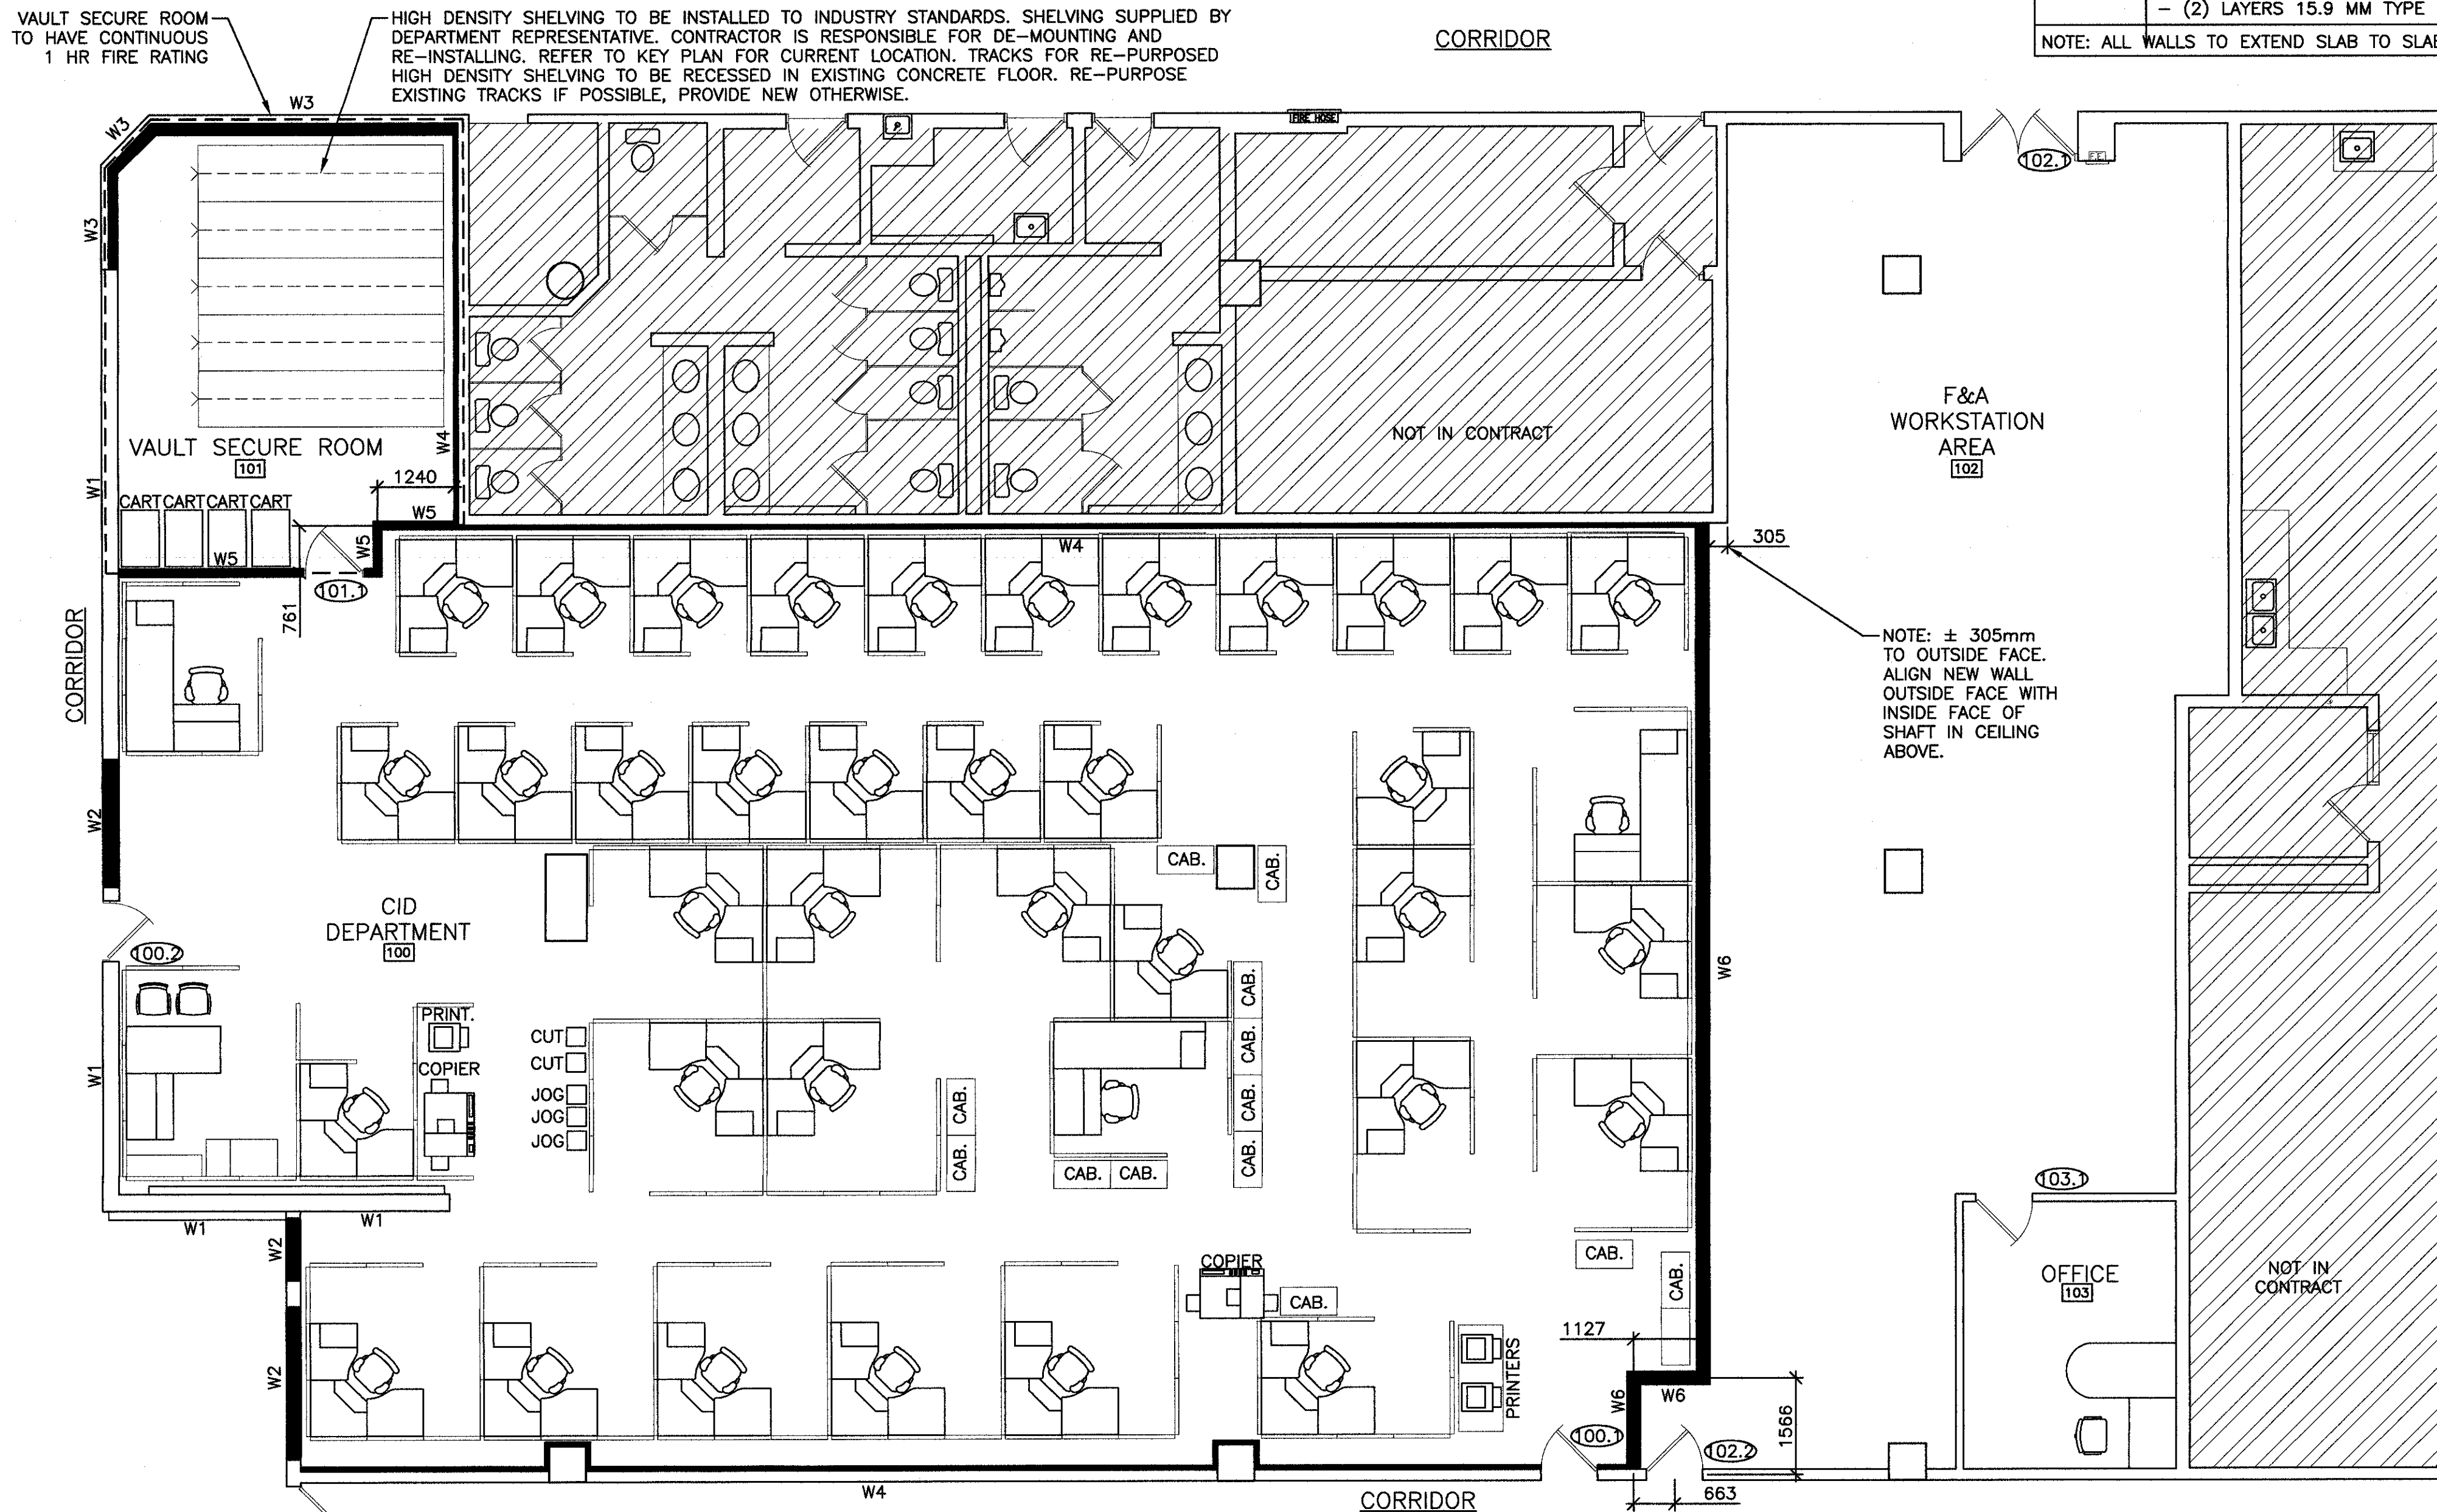 VAULT SECURE ROOM
TO HAVE CONTINUOUS
1 HR FIRE RATING
HIGH DENSITY SHELVING TO BE INSTALLED TO INDUSTRY STANDARDS. SHELVING SUPPLIED BY
DEPARTMENT REPRESENTATIVE. CONTRACTOR IS RESPONSIBLE FOR DE-MOUNTING AND
RE-INSTALLING. REFER TO KEY PLAN FOR CURRENT LOCATION. TRACKS FOR RE-PURPOSED
HIGH DENSITY SHELVING TO BE RECESSED IN EXISTING CONCRETE FLOOR. RE-PURPOSE
EXISTING TRACKS IF POSSIBLE, PROVIDE NEW OTHERWISE.
CORRIDOR
- (2) LAYERS 15.9 MM TYPE
NOTE: ALL WALLS TO EXTEND SLAB TO SLAB
W3
W3
W3
FIRE HOSE
102.1
F.E.
F&A
WORKSTATION
AREA
102
NOT IN CONTRACT
VAULT SECURE ROOM
101
W4
W1
1240
CART CART CART CART
W5
W5
W5
101.1
761
W4
305
NOTE: ± 305mm
TO OUTSIDE FACE.
ALIGN NEW WALL
OUTSIDE FACE WITH
INSIDE FACE OF
SHAFT IN CEILING
ABOVE.
CORRIDOR
W2
CAB.
CAB.
CID
DEPARTMENT
100
100.2
W6
CAB.
CAB.
CAB.
CAB.
PRINT.
COPIER
CUT
CUT
JOG
JOG
JOG
W1
CAB.
CAB.
CAB.
CAB.
103.1
W1
W1
W2
COPIER
CAB.
CAB.
CAB.
OFFICE
103
NOT IN
CONTRACT
1127
PRINTERS
W2
W6
W6
1566
100.1
102.2
W4
CORRIDOR
663